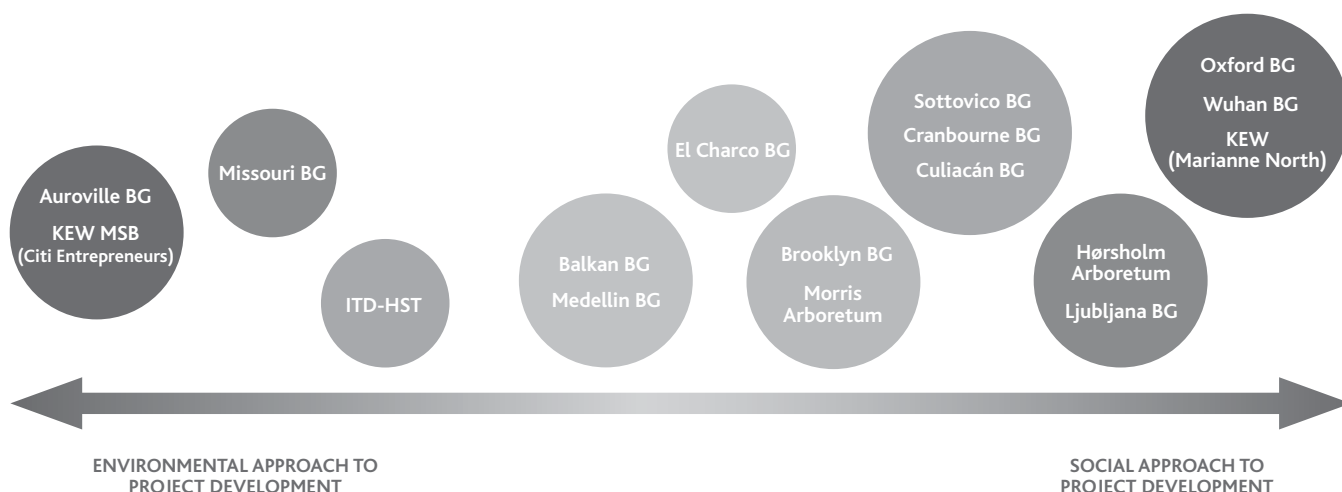 Auroville BG
KEW MSB
(Citi Entrepreneurs)
Missouri BG
ITD-HST
Balkan BG
Medellin BG
El Charco BG
Brooklyn BG
Morris
Arboretum
Sottovico BG
Cranbourne BG
Culiacán BG
Hørsholm
Arboretum
Ljubljana BG
Oxford BG
Wuhan BG
KEW
(Marianne North)
ENVIRONMENTAL APPROACH TO
PROJECT DEVELOPMENT
SOCIAL APPROACH TO
PROJECT DEVELOPMENT